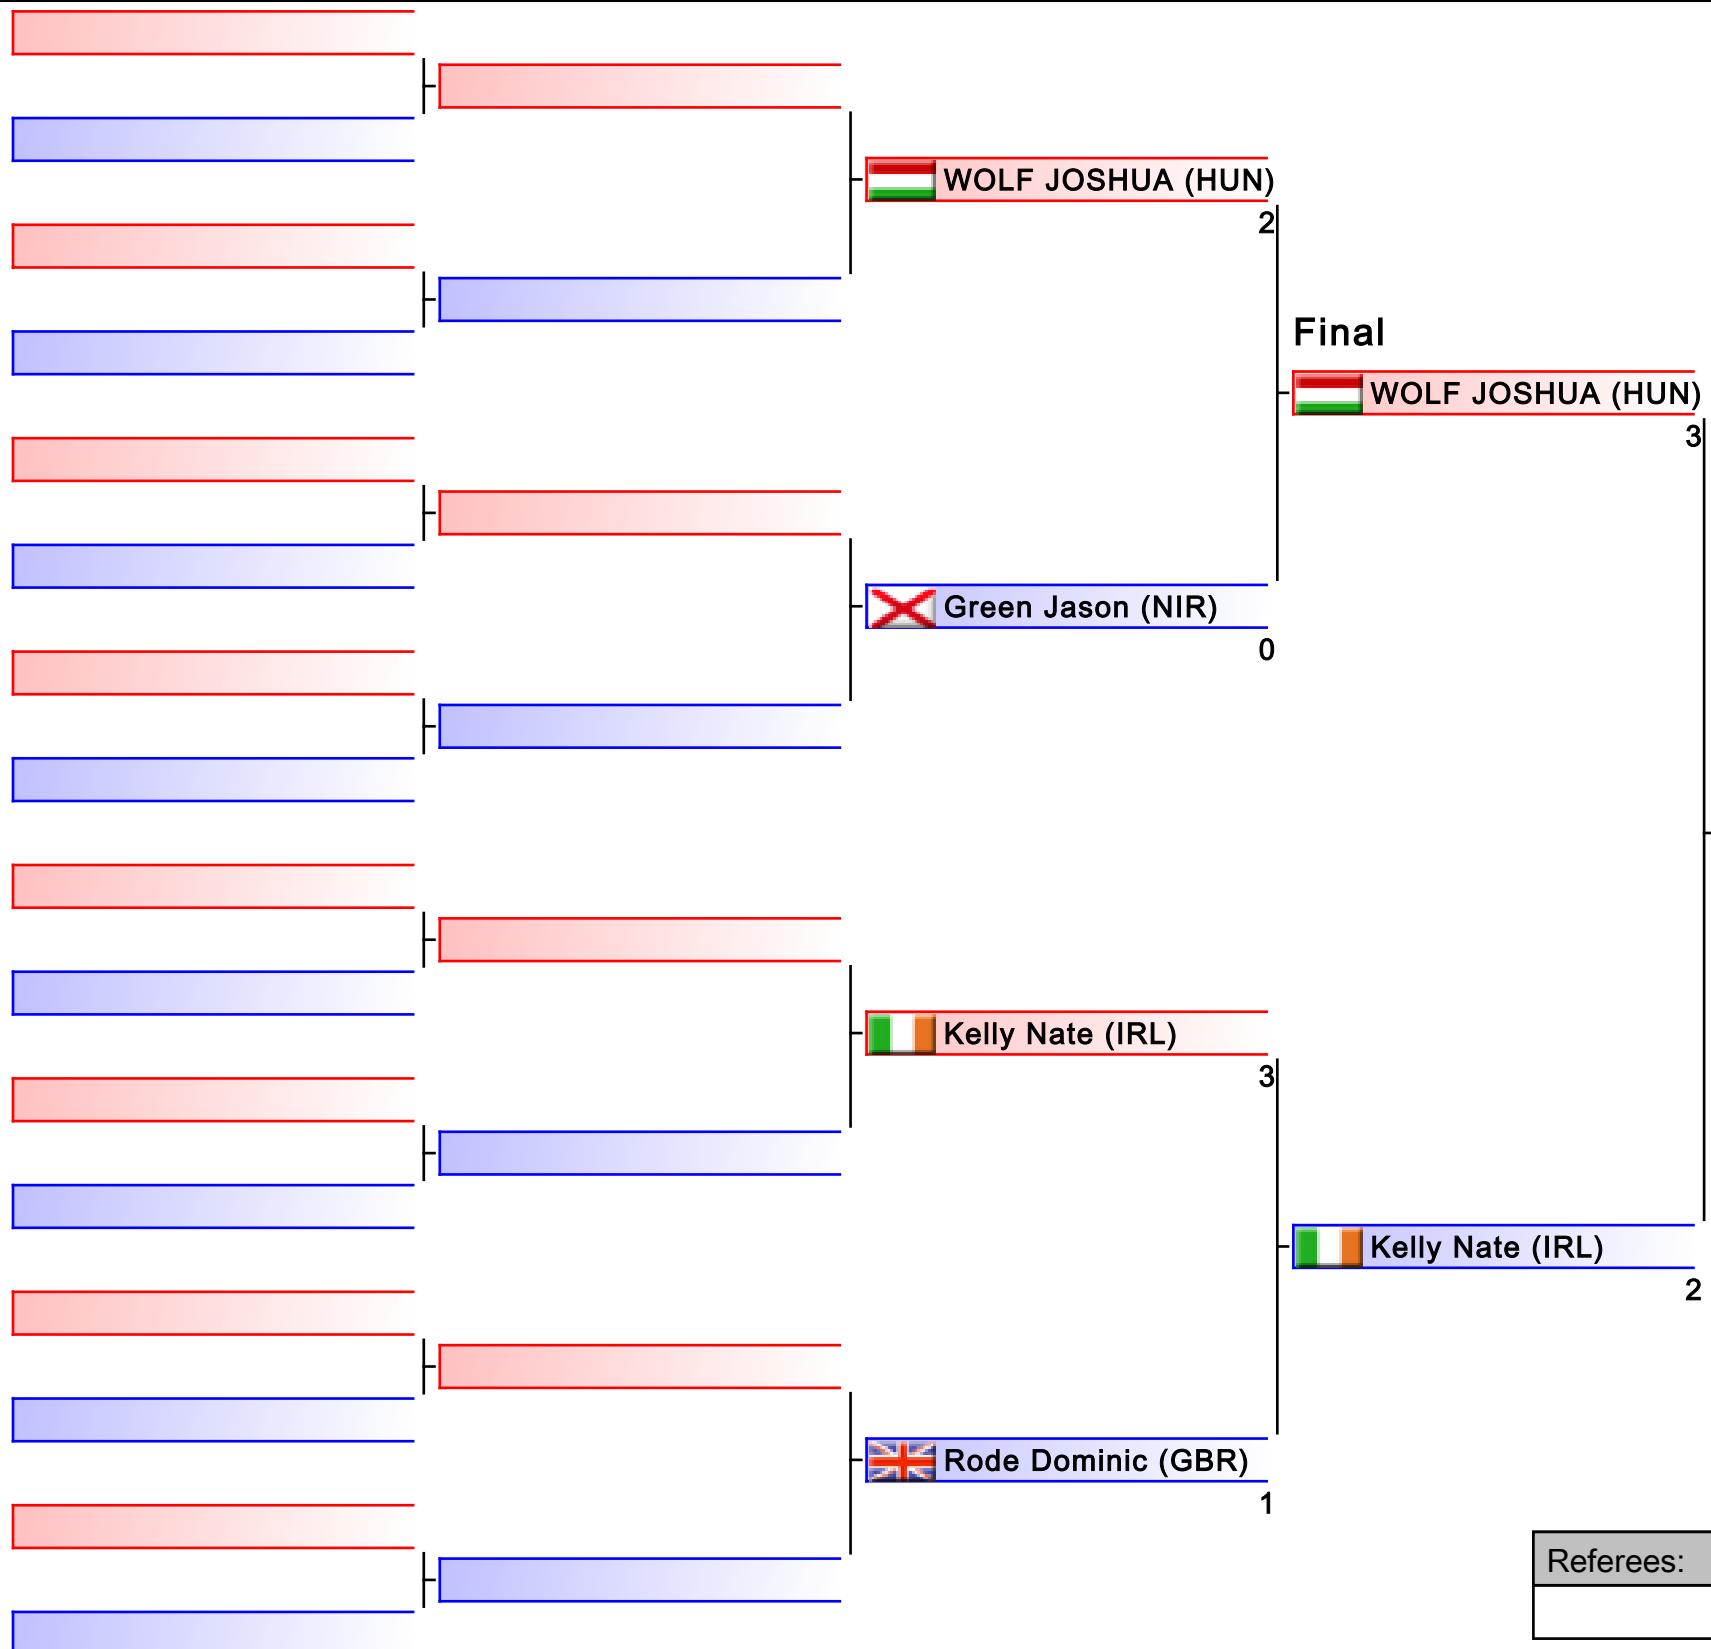 WOLF JOSHUA (HUN)
2
Final
WOLF JOSHUA (HUN)
3
Green Jason (NIR)
0
Kelly Nate (IRL)
3
Kelly Nate (IRL)
2
Rode Dominic (GBR)
1
Referees: